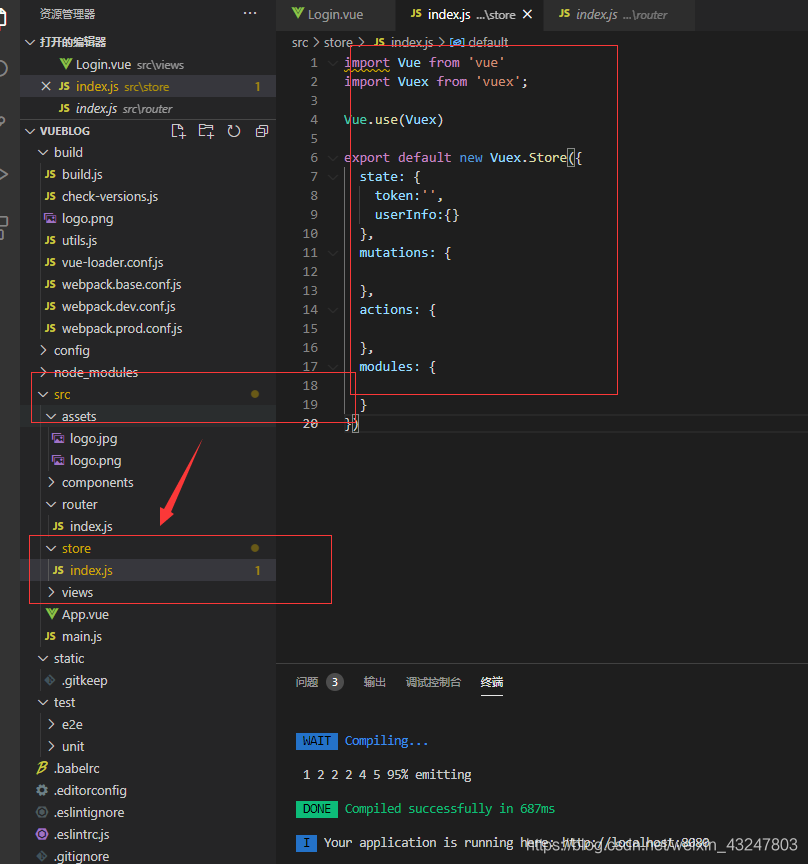 资源管理器 ···
打开的编辑器
Login.vue src\views
JS index.js src\store 1
JS index.js src\router
VUEBLOG
build
JS build.js
JS check-versions.js
logo.png
JS utils.js
JS vue-loader.conf.js
JS webpack.base.conf.js
JS webpack.dev.conf.js
JS webpack.prod.conf.js
config
node_modules
src
assets
logo.jpg
logo.png
components
router
JS index.js
store
JS index.js 1
views
App.vue
JS main.js
static
.gitkeep
test
e2e
unit
.babelrc
.editorconfig
.eslintignore
.eslintrc.js
.gitignore
Login.vue
JS index.js ...\store
JS index.js ...\router
src > store > JS index.js > default
1 import Vue from 'vue'
2 import Vuex from 'vuex';
3
4 Vue.use(Vuex)
5
6 export default new Vuex.Store({
7 state: {
8 token:'',
9 userInfo:{}
10 },
11 mutations: {
12
13 },
14 actions: {
15
16 },
17 modules: {
18
19 }
20 })
问题 3 输出 调试控制台 终端
WAIT Compiling...
1 2 2 2 4 5 95% emitting
DONE Compiled successfully in 687ms
I Your application is running here: http://localhost:8080
https://blog.csdn.net/weixin_43247803